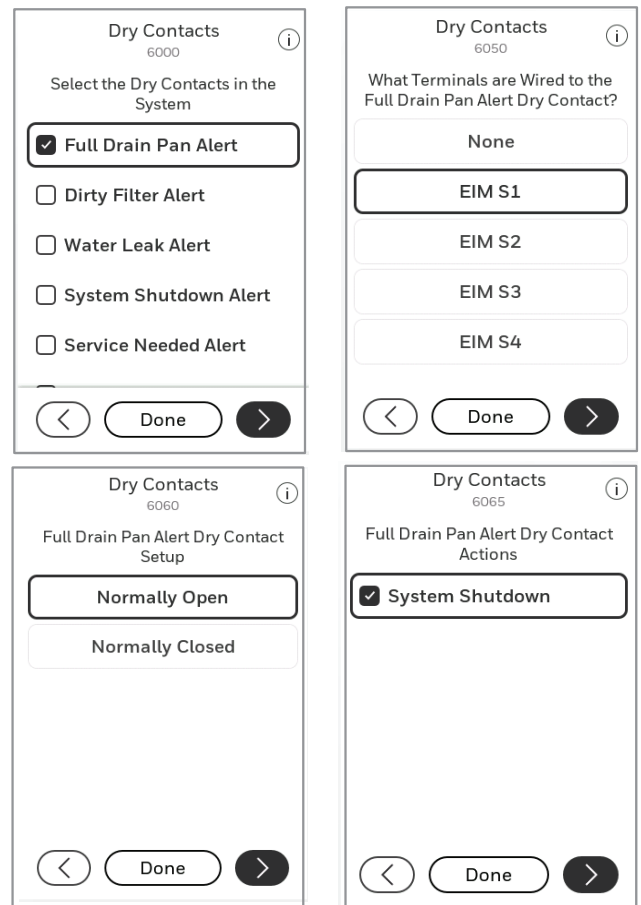 Dry Contacts
6000
Select the Dry Contacts in the
System
Full Drain Pan Alert
Dirty Filter Alert
Water Leak Alert
System Shutdown Alert
Service Needed Alert
Done
Dry Contacts
6050
What Terminals are Wired to the
Full Drain Pan Alert Dry Contact?
None
EIM S1
EIM S2
EIM S3
EIM S4
Done
Dry Contacts
6060
Full Drain Pan Alert Dry Contact
Setup
Normally Open
Normally Closed
Done
Dry Contacts
6065
Full Drain Pan Alert Dry Contact
Actions
System Shutdown
Done